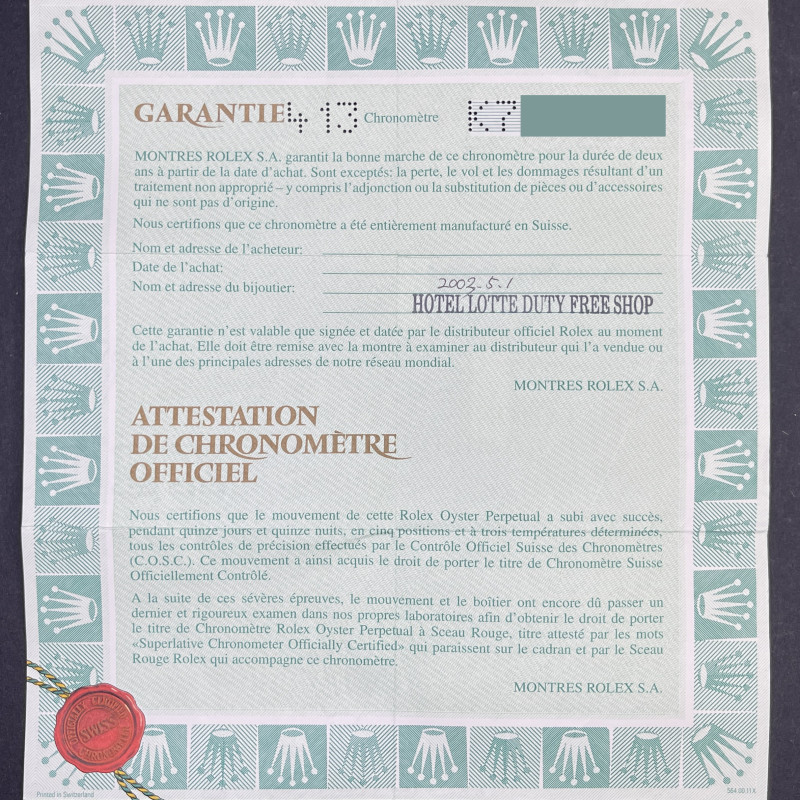 GARANTIE 413 Chronomètre K7
MONTRES ROLEX S.A. garantit la bonne marche de ce chronomètre pour la durée de deux
ans à partir de la date d'achat. Sont exceptés: la perte, le vol et les dommages résultant d'un
traitement non approprié – y compris l'adjonction ou la substitution de pièces ou d'accessoires
qui ne sont pas d'origine.
Nous certifions que ce chronomètre a été entièrement manufacturé en Suisse.
Nom et adresse de l'acheteur:
Date de l'achat:
2003.5.1
Nom et adresse du bijoutier:
HOTEL LOTTE DUTY FREE SHOP
Cette garantie n'est valable que signée et datée par le distributeur officiel Rolex au moment
de l'achat. Elle doit être remise avec la montre à examiner au distributeur qui l'a vendue ou
à l'une des principales adresses de notre réseau mondial.
MONTRES ROLEX S.A.
ATTESTATION
DE CHRONOMÈTRE
OFFICIEL
Nous certifions que le mouvement de cette Rolex Oyster Perpetual a subi avec succès,
pendant quinze jours et quinze nuits, en cinq positions et à trois températures déterminées,
tous les contrôles de précision effectués par le Contrôle Officiel Suisse des Chronomètres
(C.O.S.C.). Ce mouvement a ainsi acquis le droit de porter le titre de Chronomètre Suisse
Officiellement Contrôlé.
A la suite de ces sévères épreuves, le mouvement et le boîtier ont encore dû passer un
dernier et rigoureux examen dans nos propres laboratoires afin d'obtenir le droit de porter
le titre de Chronomètre Rolex Oyster Perpetual à Sceau Rouge, titre attesté par les mots
«Superlative Chronometer Officially Certified» qui paraissent sur le cadran et par le Sceau
Rouge Rolex qui accompagne ce chronomètre.
MONTRES ROLEX S.A.
OFFICIALLY CERTIFIED
SWISS
CHRONOMETER
Printed in Switzerland
564.00.11X